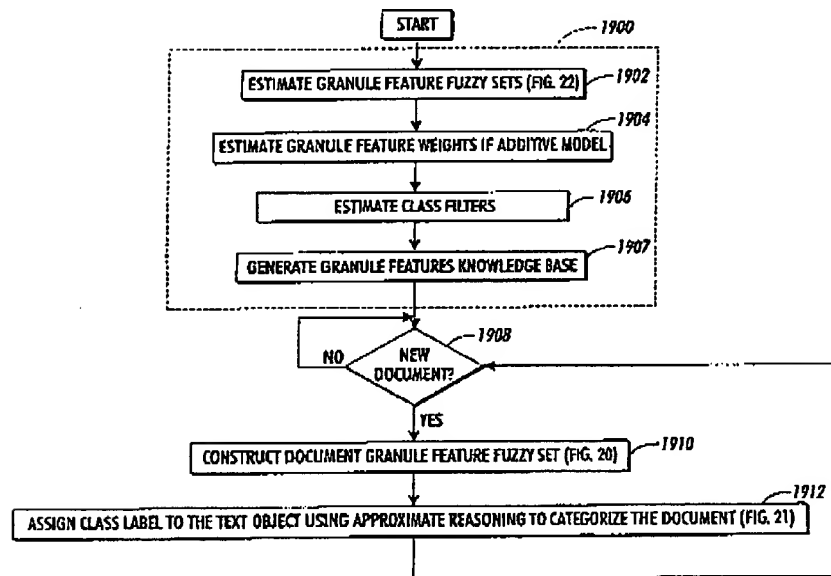 START
1900
ESTIMATE GRANULE FEATURE FUZZY SETS (FIG. 22)
1902
1904
ESTIMATE GRANULE FEATURE WEIGHTS IF ADDITIVE MODEL
ESTIMATE CLASS FILTERS
1906
1907
GENERATE GRANULE FEATURES KNOWLEDGE BASE
1908
NO
NEW
DOCUMENT?
YES
1910
CONSTRUCT DOCUMENT GRANULE FEATURE FUZZY SET (FIG. 20)
1912
ASSIGN CLASS LABEL TO THE TEXT OBJECT USING APPROXIMATE REASONING TO CATEGORIZE THE DOCUMENT (FIG. 21)